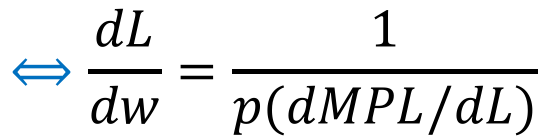 ⟺ dL/dw = 1/(p(dMPL/dL))